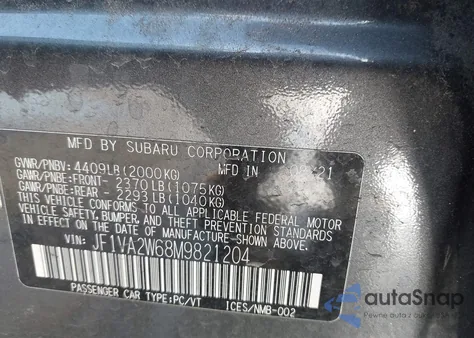 MFD BY SUBARU CORPORATION 21
GVWR/PNBV: 4409LB(2000KG)
GAWR/PNBE-FRONT- 2370LB(1075KG)
GAWR/PNBE-REAR - 2293LB(1040KG)
THIS VEHICLE CONFORMS TO ALL APPLICABLE FEDERAL MOTOR
VEHICLE SAFETY, BUMPER, AND THEFT PREVENTION STANDARDS
IN EFFECT ON THE DATE OF MANUFACTURE SHOWN ABOVE.
VIN: JF1VA2W68M9821204
PASSENGER CAR TYPE:PC/VT ICES/NMB-002
autoSnap